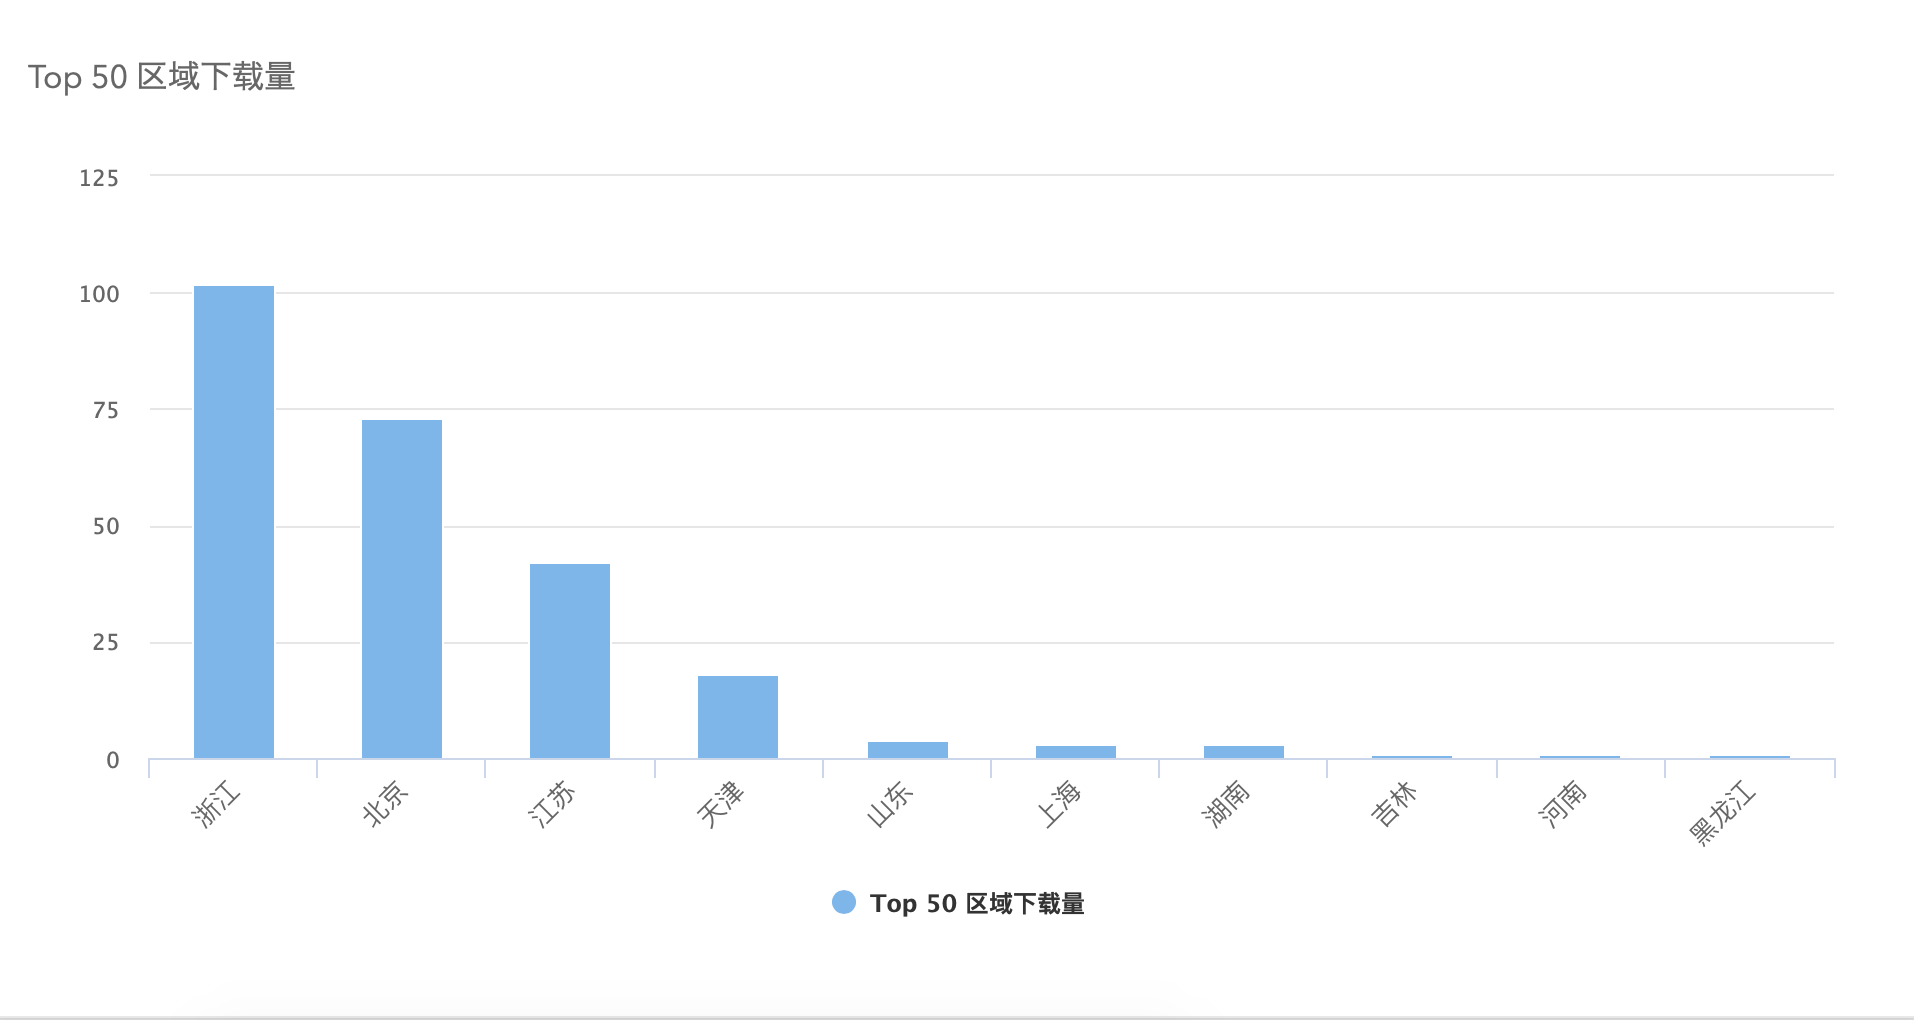 Top 50 区域下载量
125
100
75
50
25
0
浙江
北京
江苏
天津
山东
上海
湖南
吉林
河南
黑龙江
Top 50 区域下载量